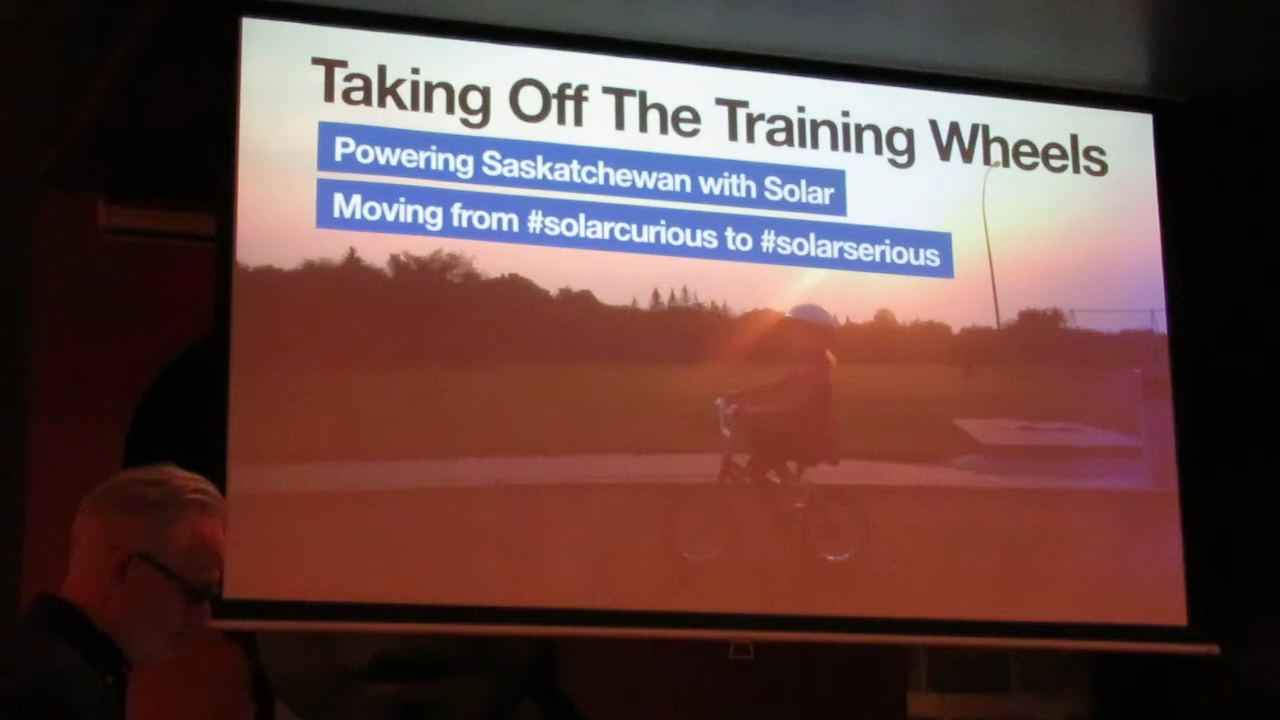 Taking Off The Training Wheels
Powering Saskatchewan with Solar
Moving from #solarcurious to #solarserious